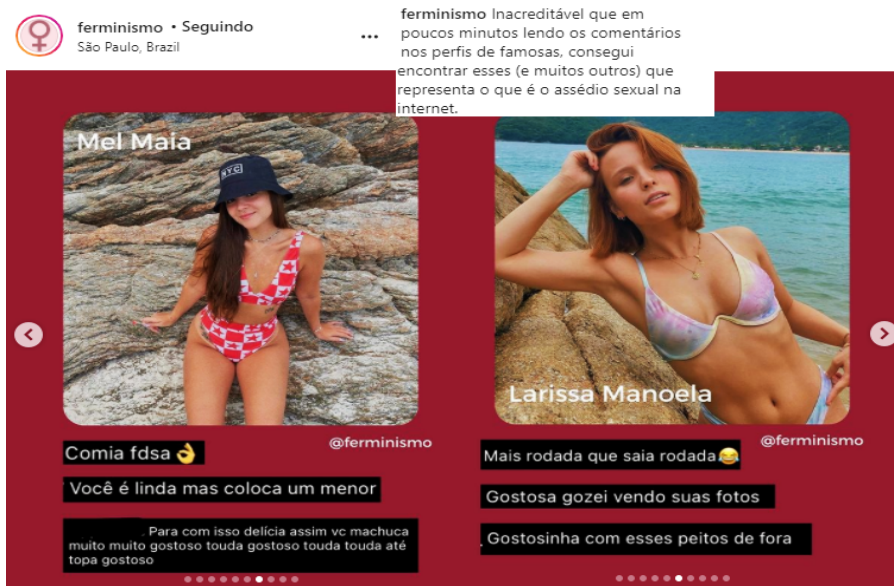 ferminismo • Seguindo
São Paulo, Brazil
ferminismo Inacreditável que em
poucos minutos lendo os comentários
nos perfis de famosas, consegui
encontrar esses (e muitos outros) que
representa o que é o assédio sexual na
internet.
Mel Maia
NYC
@ferminismo
Comia fdsa👌
Você é linda mas coloca um menor
Para com isso delícia assim vc machuca
muito muito gostoso touda gostoso touda touda até
topa gostoso
Larissa Manoela
@ferminismo
Mais rodada que saia rodada😂
Gostosa gozei vendo suas fotos
Gostosinha com esses peitos de fora